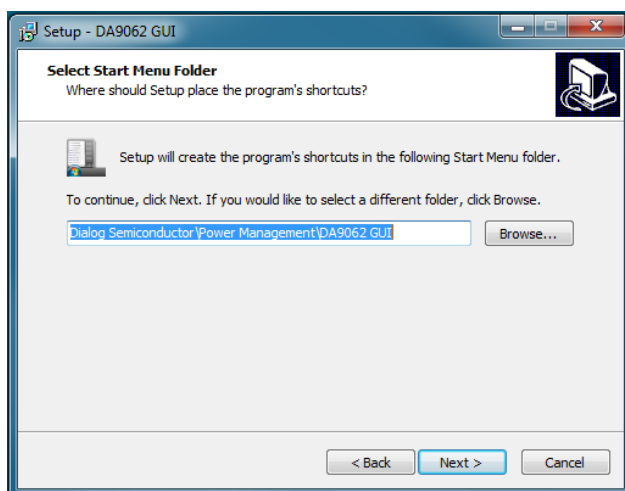 Setup - DA9062 GUI
Select Start Menu Folder
Where should Setup place the program's shortcuts?
Setup will create the program's shortcuts in the following Start Menu folder.
To continue, click Next. If you would like to select a different folder, click Browse.
Dialog Semiconductor\Power Management\DA9062 GUI
Browse...
< Back
Next >
Cancel